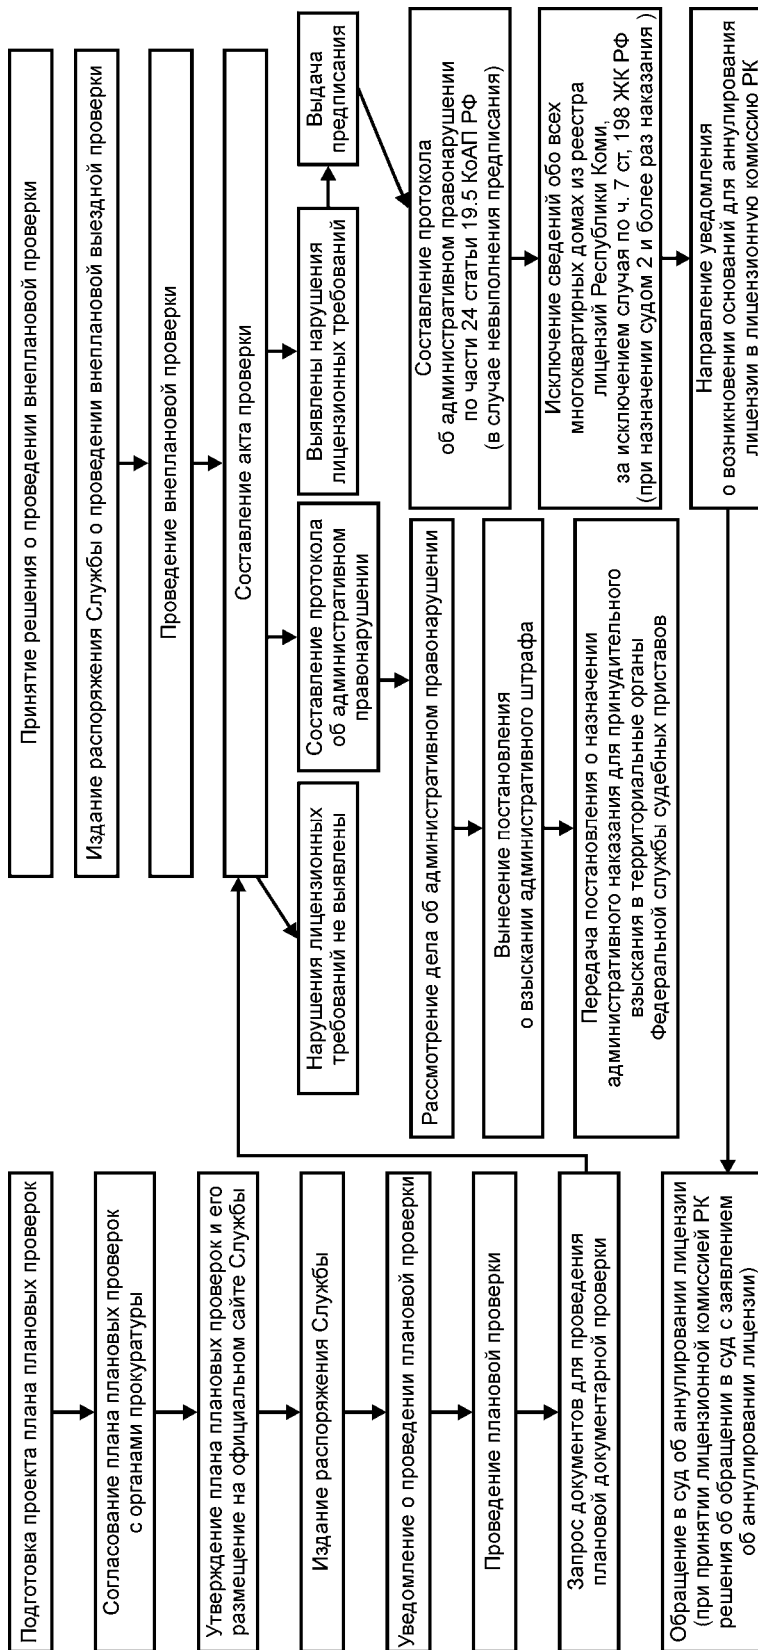 Подготовка проекта плана плановых проверок
Согласование плана плановых проверок
с органами прокуратуры
Утверждение плана плановых проверок и его
размещение на официальном сайте Службы
Издание распоряжения Службы
Уведомление о проведении плановой проверки
Проведение плановой проверки
Запрос документов для проведения
плановой документарной проверки
Принятие решения о проведении внеплановой проверки
Издание распоряжения Службы о проведении внеплановой выездной проверки
Проведение внеплановой проверки
Составление акта проверки
Нарушения лицензионных
требований не выявлены
Составление протокола
об административном
правонарушении
Выявлены нарушения
лицензионных требований
Выдача
предписания
Рассмотрение дела об административном правонарушении
Вынесение постановления
о взыскании административного штрафа
Передача постановления о назначении
административного наказания для принудительного
взыскания в территориальные органы
Федеральной службы судебных приставов
Составление протокола
об административном правонарушении
по части 24 статьи 19.5 КоАП РФ
(в случае невыполнения предписания)
Исключение сведений обо всех
многоквартирных домах из реестра
лицензий Республики Коми,
за исключением случая по ч. 7 ст, 198 ЖК РФ
(при назначении судом 2 и более раз наказания )
Направление уведомления
о возникновении оснований для аннулирования
лицензии в лицензионную комиссию РК
Обращение в суд об аннулировании лицензии
(при принятии лицензионной комиссией РК
решения об обращении в суд с заявлением
об аннулировании лицензии)